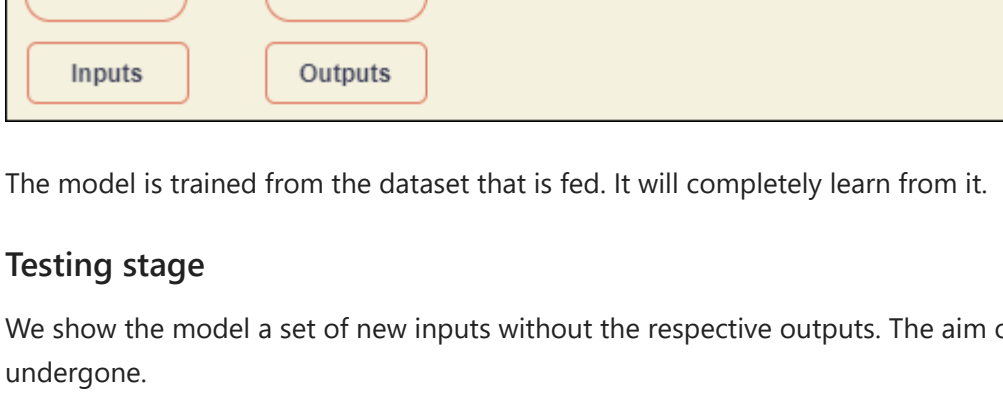 Inputs Outputs
The model is trained from the dataset that is fed. It will completely learn from it.
Testing stage
We show the model a set of new inputs without the respective outputs. The aim
undergone.